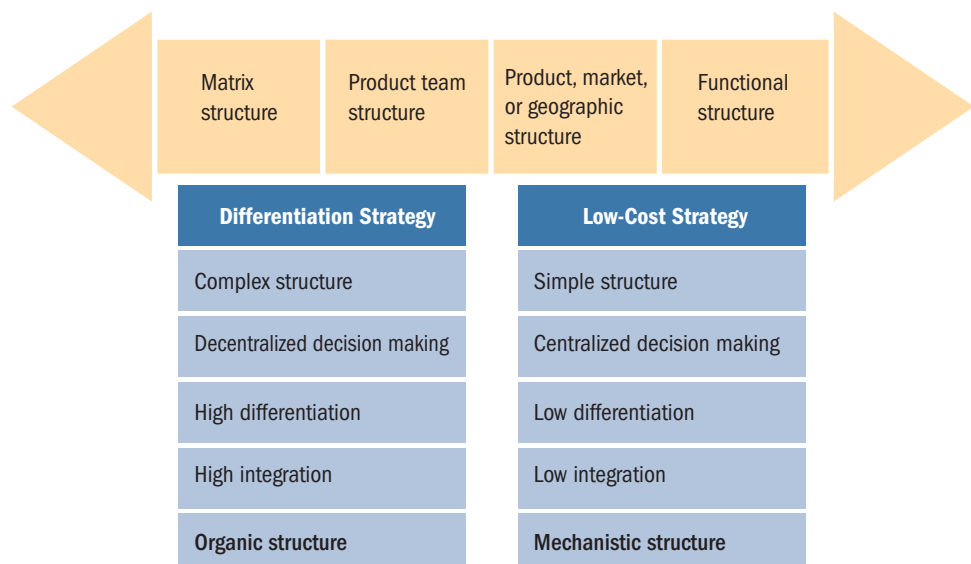 Matrix
structure
Product team
structure
Product, market,
or geographic
structure
Functional
structure
Differentiation Strategy
Complex structure
Decentralized decision making
High differentiation
High integration
Organic structure
Low-Cost Strategy
Simple structure
Centralized decision making
Low differentiation
Low integration
Mechanistic structure